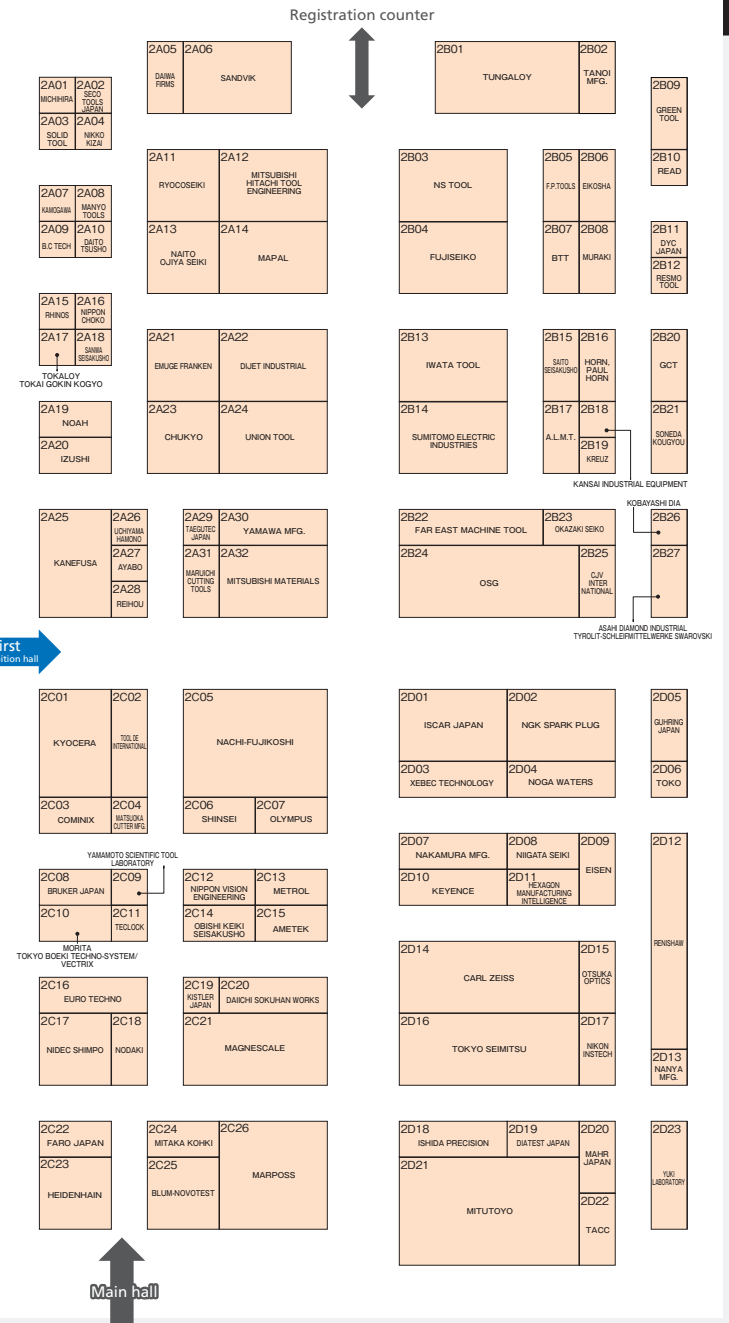 Registration counter
2A05
DAIWA
FIRMS
2A06
SANDVIK
2B01
TUNGALOY
2B02
TANOI
MFG.
2A01
MICHIHIRA
2A02
SECO
TOOLS
JAPAN
2A03
SOLID
TOOL
2A04
NIKKO
KIZAI
2B09
GREEN
TOOL
2B10
READ
2A11
RYOCOSEIKI
2A12
MITSUBISHI
HITACHI TOOL
ENGINEERING
2A13
NAITO
OJIYA SEIKI
2A14
MAPAL
2B03
NS TOOL
2B04
FUJISEIKO
2B05
F.P.TOOLS
2B06
EIKOSHA
2B07
BTT
2B08
MURAKI
2A07
KAMOGAWA
2A08
MANYO
TOOLS
2A09
B.C TECH
2A10
DAITO
TSUSHO
2B11
DYC
JAPAN
2B12
RESMO
TOOL
2A15
RHINOS
2A16
NIPPON
CHOKO
2A17
2A18
SANWA
SEISAKUSHO
TOKALOY
TOKAI GOKIN KOGYO
2A19
NOAH
2A20
IZUSHI
2A21
EMUGE FRANKEN
2A22
DIJET INDUSTRIAL
2A23
CHUKYO
2A24
UNION TOOL
2B13
IWATA TOOL
2B14
SUMITOMO ELECTRIC
INDUSTRIES
2B15
SAITO
SEISAKUSHO
2B16
HORN,
PAUL
HORN
2B17
A.L.M.T.
2B18
2B19
KREUZ
2B20
GCT
2B21
SONEDA
KOUGYOU
KANSAI INDUSTRIAL EQUIPMENT
KOBAYASHI DIA
2A25
KANEFUSA
2A26
UCHIYAMA
HAMONO
2A27
AYABO
2A28
REIHOU
2A29
TAEGUTEC
JAPAN
2A30
YAMAWA MFG.
2A31
MARUICHI
CUTTING
TOOLS
2A32
MITSUBISHI MATERIALS
2B22
FAR EAST MACHINE TOOL
2B23
OKAZAKI SEIKO
2B24
OSG
2B25
CJV
INTER
NATIONAL
2B26
2B27
ASAHI DIAMOND INDUSTRIAL
TYROLIT-SCHLEIFMITTELWERKE SWAROVSKI
irst
ition hall
2C01
KYOCERA
2C02
TOOL DE
INTERNATIONAL
2C03
COMINIX
2C04
MATSUOKA
CUTTER MFG.
2C05
NACHI-FUJIKOSHI
2C06
SHINSEI
2C07
OLYMPUS
2D01
ISCAR JAPAN
2D02
NGK SPARK PLUG
2D03
XEBEC TECHNOLOGY
2D04
NOGA WATERS
2D05
GUHRING
JAPAN
2D06
TOKO
YAMAMOTO SCIENTIFIC TOOL
LABORATORY
2C08
BRUKER JAPAN
2C09
2C10
2C11
TECLOCK
MORITA
TOKYO BOEKI TECHNO-SYSTEM/
VECTRIX
2C12
NIPPON VISION
ENGINEERING
2C13
METROL
2C14
OBISHI KEIKI
SEISAKUSHO
2C15
AMETEK
2D07
NAKAMURA MFG.
2D08
NIIGATA SEIKI
2D09
EISEN
2D10
KEYENCE
2D11
HEXAGON
MANUFACTURING
INTELLIGENCE
2D12
RENISHAW
2D13
NANYA
MFG.
2C16
EURO TECHNO
2C17
NIDEC SHIMPO
2C18
NODAKI
2C19
KISTLER
JAPAN
2C20
DAIICHI SOKUHAN WORKS
2C21
MAGNESCALE
2D14
CARL ZEISS
2D15
OTSUKA
OPTICS
2D16
TOKYO SEIMITSU
2D17
NIKON
INSTECH
2C22
FARO JAPAN
2C23
HEIDENHAIN
2C24
MITAKA KOHKI
2C25
BLUM-NOVOTEST
2C26
MARPOSS
2D18
ISHIDA PRECISION
2D19
DIATEST JAPAN
2D20
MAHR
JAPAN
2D21
MITUTOYO
2D22
TACC
2D23
YUKI
LABORATORY
Main hall